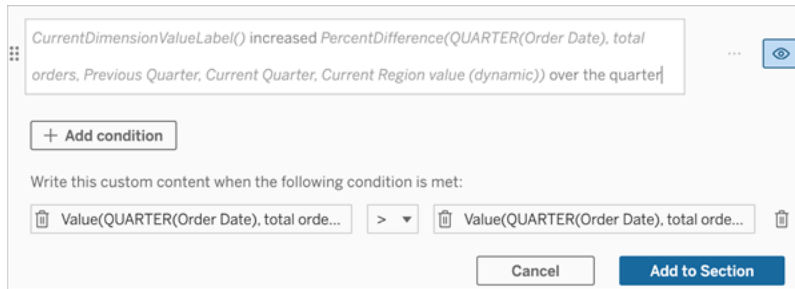 CurrentDimensionValueLabel() increased PercentDifference(QUARTER(Order Date), total
orders, Previous Quarter, Current Quarter, Current Region value (dynamic)) over the quarter
+ Add condition
Write this custom content when the following condition is met:
Value(QUARTER(Order Date), total orde... > Value(QUARTER(Order Date), total orde...
Cancel Add to Section